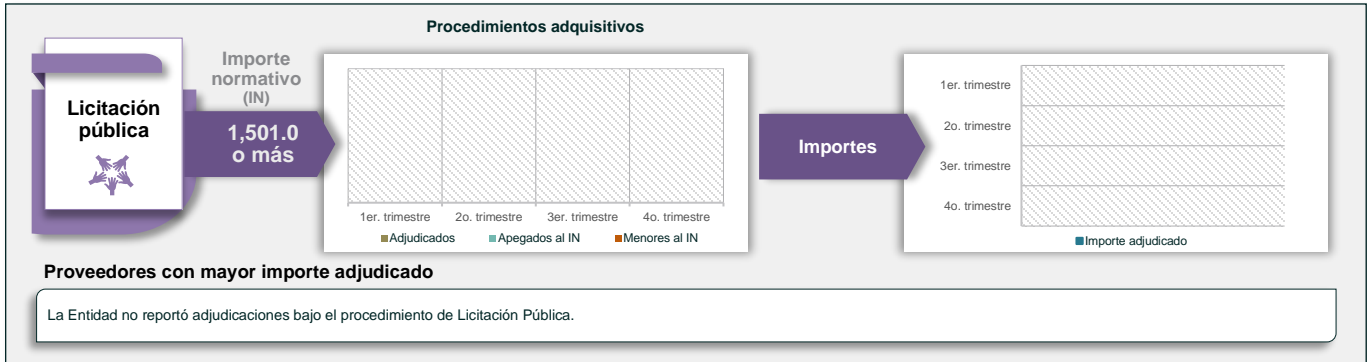 Procedimientos adquisitivos
Licitación
pública
Importe
normativo
(IN)
1,501.0
o más
1er. trimestre 2o. trimestre 3er. trimestre 4o. trimestre
Adjudicados Apegados al IN Menores al IN
Importes
1er. trimestre
2o. trimestre
3er. trimestre
4o. trimestre
Importe adjudicado
Proveedores con mayor importe adjudicado
La Entidad no reportó adjudicaciones bajo el procedimiento de Licitación Pública.